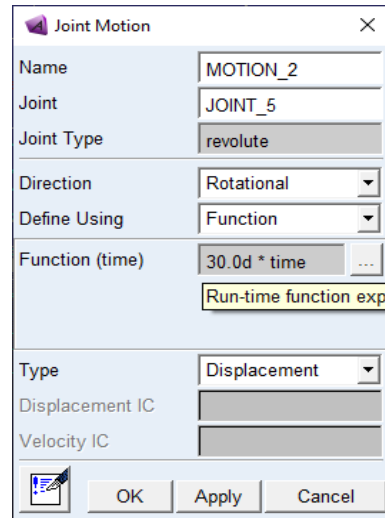 Joint Motion
Name MOTION_2
Joint JOINT_5
Joint Type revolute
Direction Rotational
Define Using Function
Function (time) 30.0d * time ...
Run-time function exp
Type Displacement
Displacement IC
Velocity IC
OK Apply Cancel